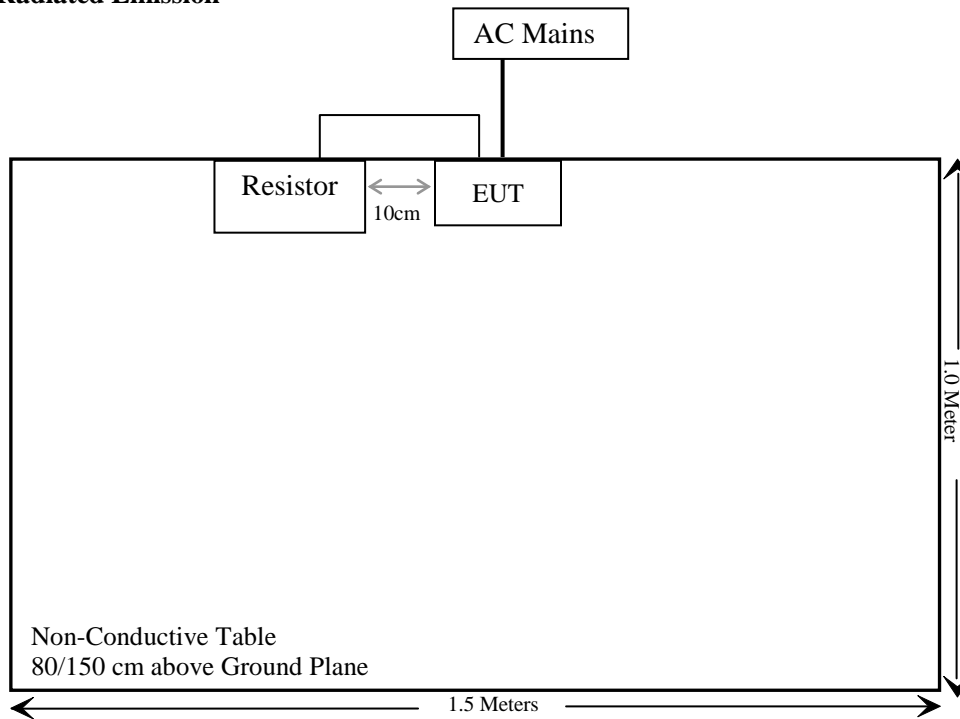 Radiated Emission
AC Mains
Resistor
EUT
10cm
1.0 Meter
Non-Conductive Table
80/150 cm above Ground Plane
1.5 Meters